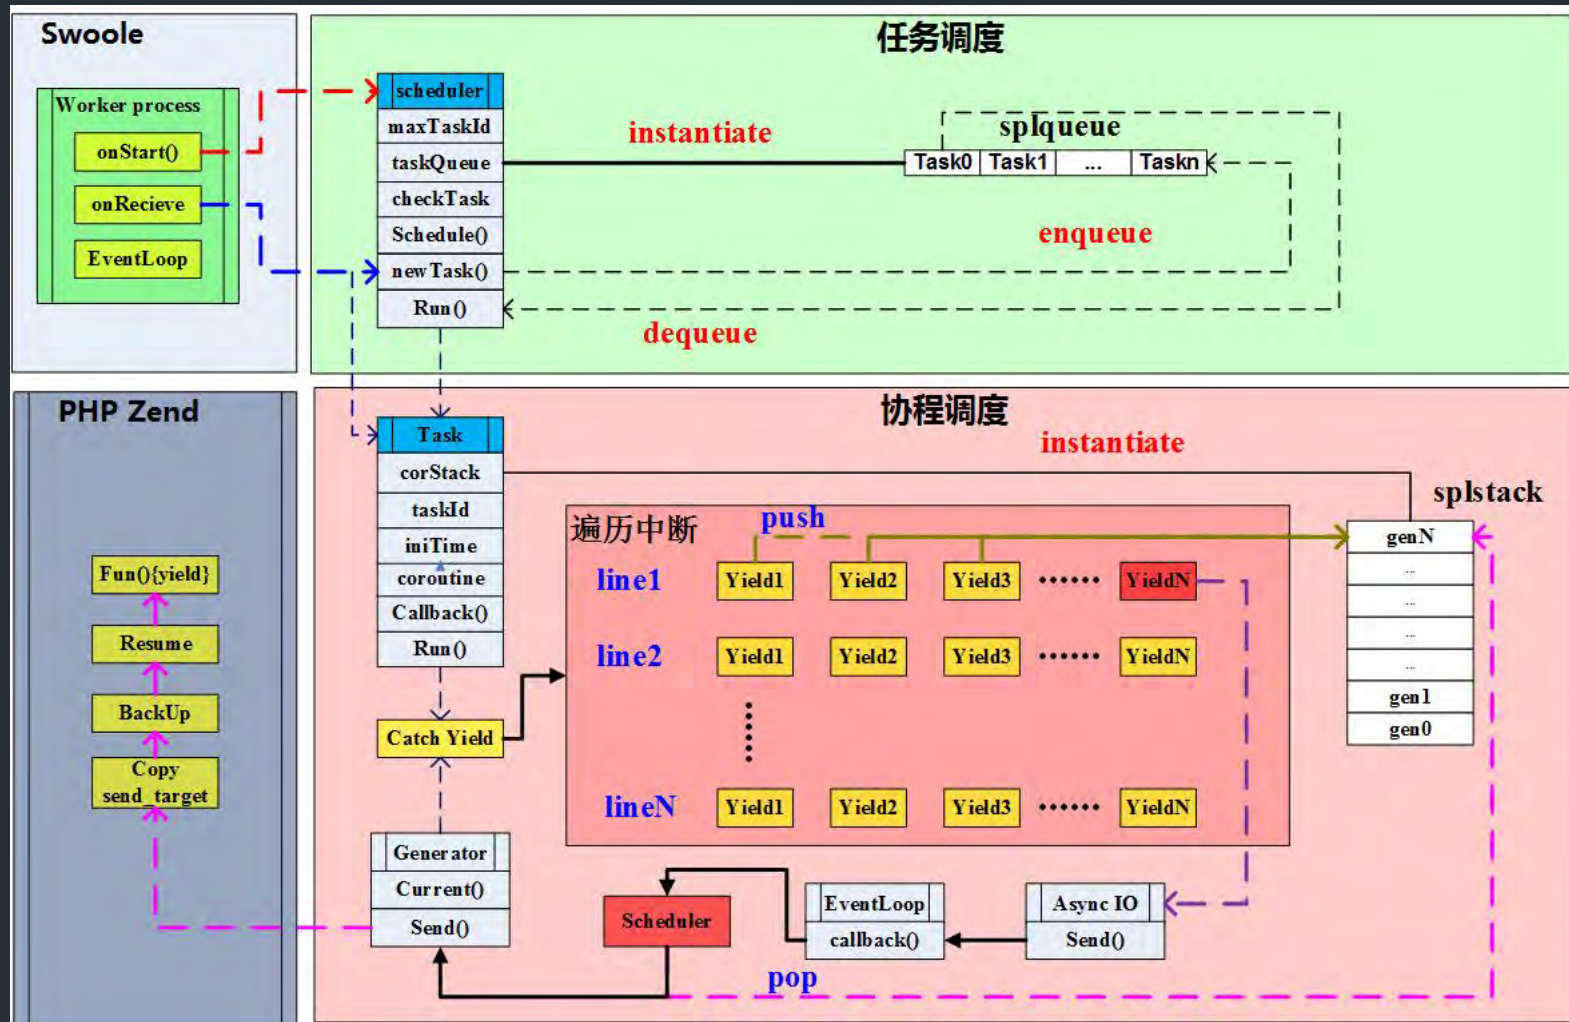 Swoole
Worker process
onStart()
onRecieve
EventLoop
任务调度
scheduler
maxTaskId
taskQueue
checkTask
Schedule()
newTask()
Run()
instantiate
splqueue
Task0 Task1 ... Taskn
enqueue
dequeue
PHP Zend
Fun(){yield}
Resume
BackUp
Copy
send_target
协程调度
Task
corStack
taskId
iniTime
coroutine
Callback()
Run()
Catch Yield
Generator
Current()
Send()
instantiate
splstack
genN
...
...
...
...
gen1
gen0
遍历中断
push
line1 Yield1 Yield2 Yield3 ······ YieldN
line2 Yield1 Yield2 Yield3 ······ YieldN
lineN Yield1 Yield2 Yield3 ······ YieldN
Scheduler
EventLoop
callback()
Async IO
Send()
pop